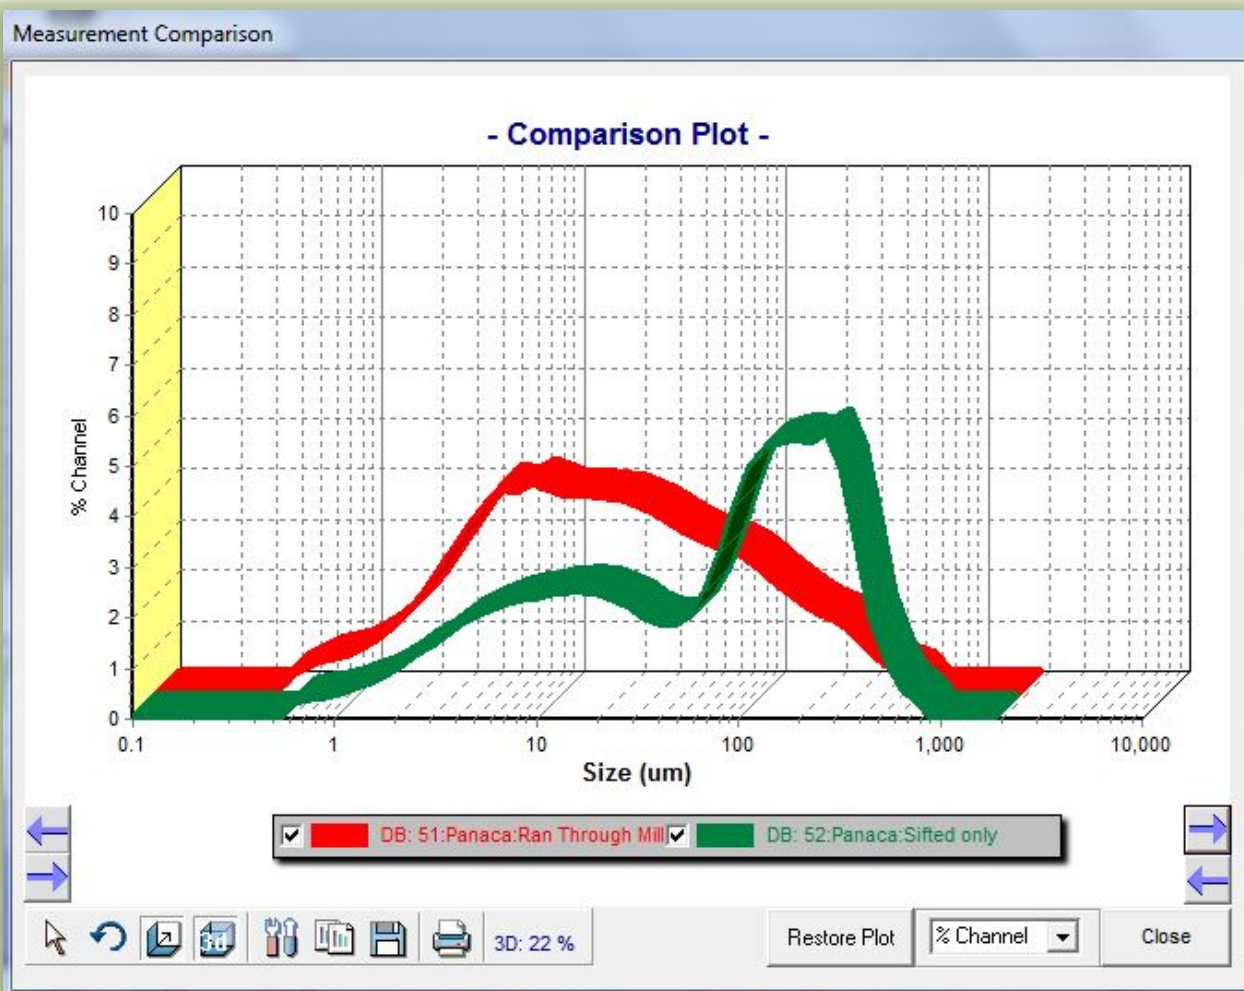 Measurement Comparison
- Comparison Plot -
10
9
8
7
6
5
4
3
2
1
0
% Channel
0.1 1 10 100 1,000 10,000
Size (um)
DB: 51:Panaca:Ran Through Mill DB: 52:Panaca:Sifted only
3d 3D: 22 % Restore Plot % Channel Close